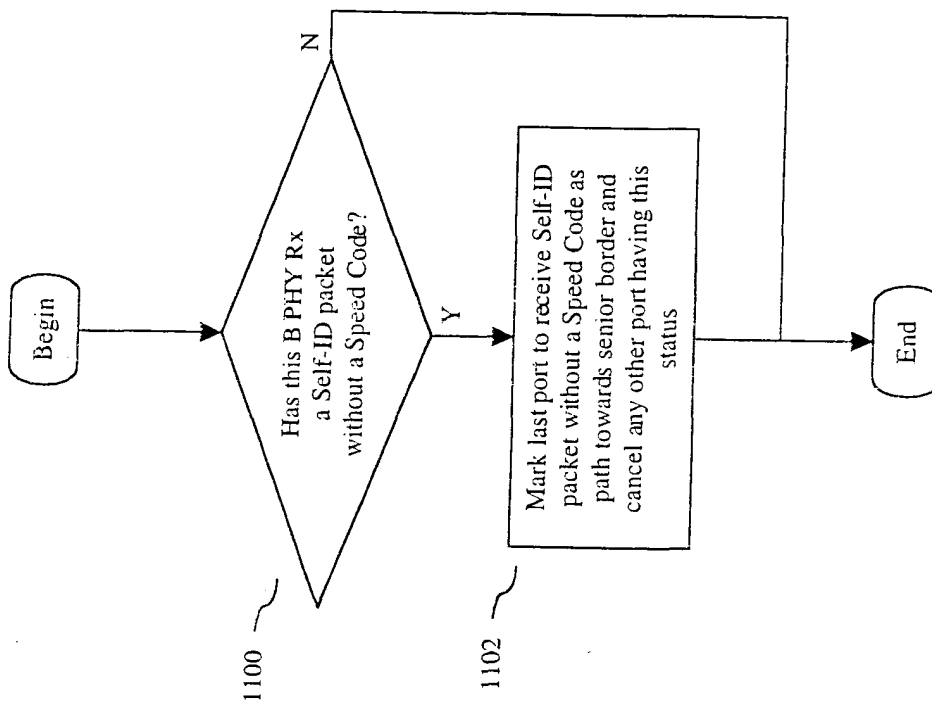 Begin
1100
Has this B PHY Rx
a Self-ID packet
without a Speed Code?
N
Y
1102
Mark last port to receive Self-ID
packet without a Speed Code as
path towards senior border and
cancel any other port having this
status
End